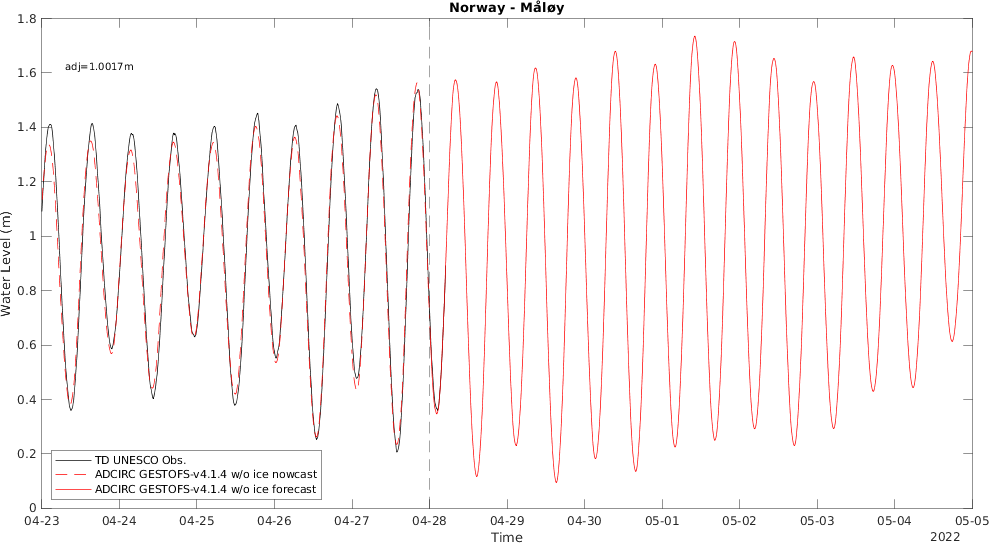 Norway - Måløy
adj=1.0017m
1.8
1.6
1.4
1.2
1
0.8
0.6
0.4
0.2
0
Water Level (m)
TD UNESCO Obs.
ADCIRC GESTOFS-v4.1.4 w/o ice nowcast
ADCIRC GESTOFS-v4.1.4 w/o ice forecast
04-23 04-24 04-25 04-26 04-27 04-28 04-29 04-30 05-01 05-02 05-03 05-04 05-05
Time
2022